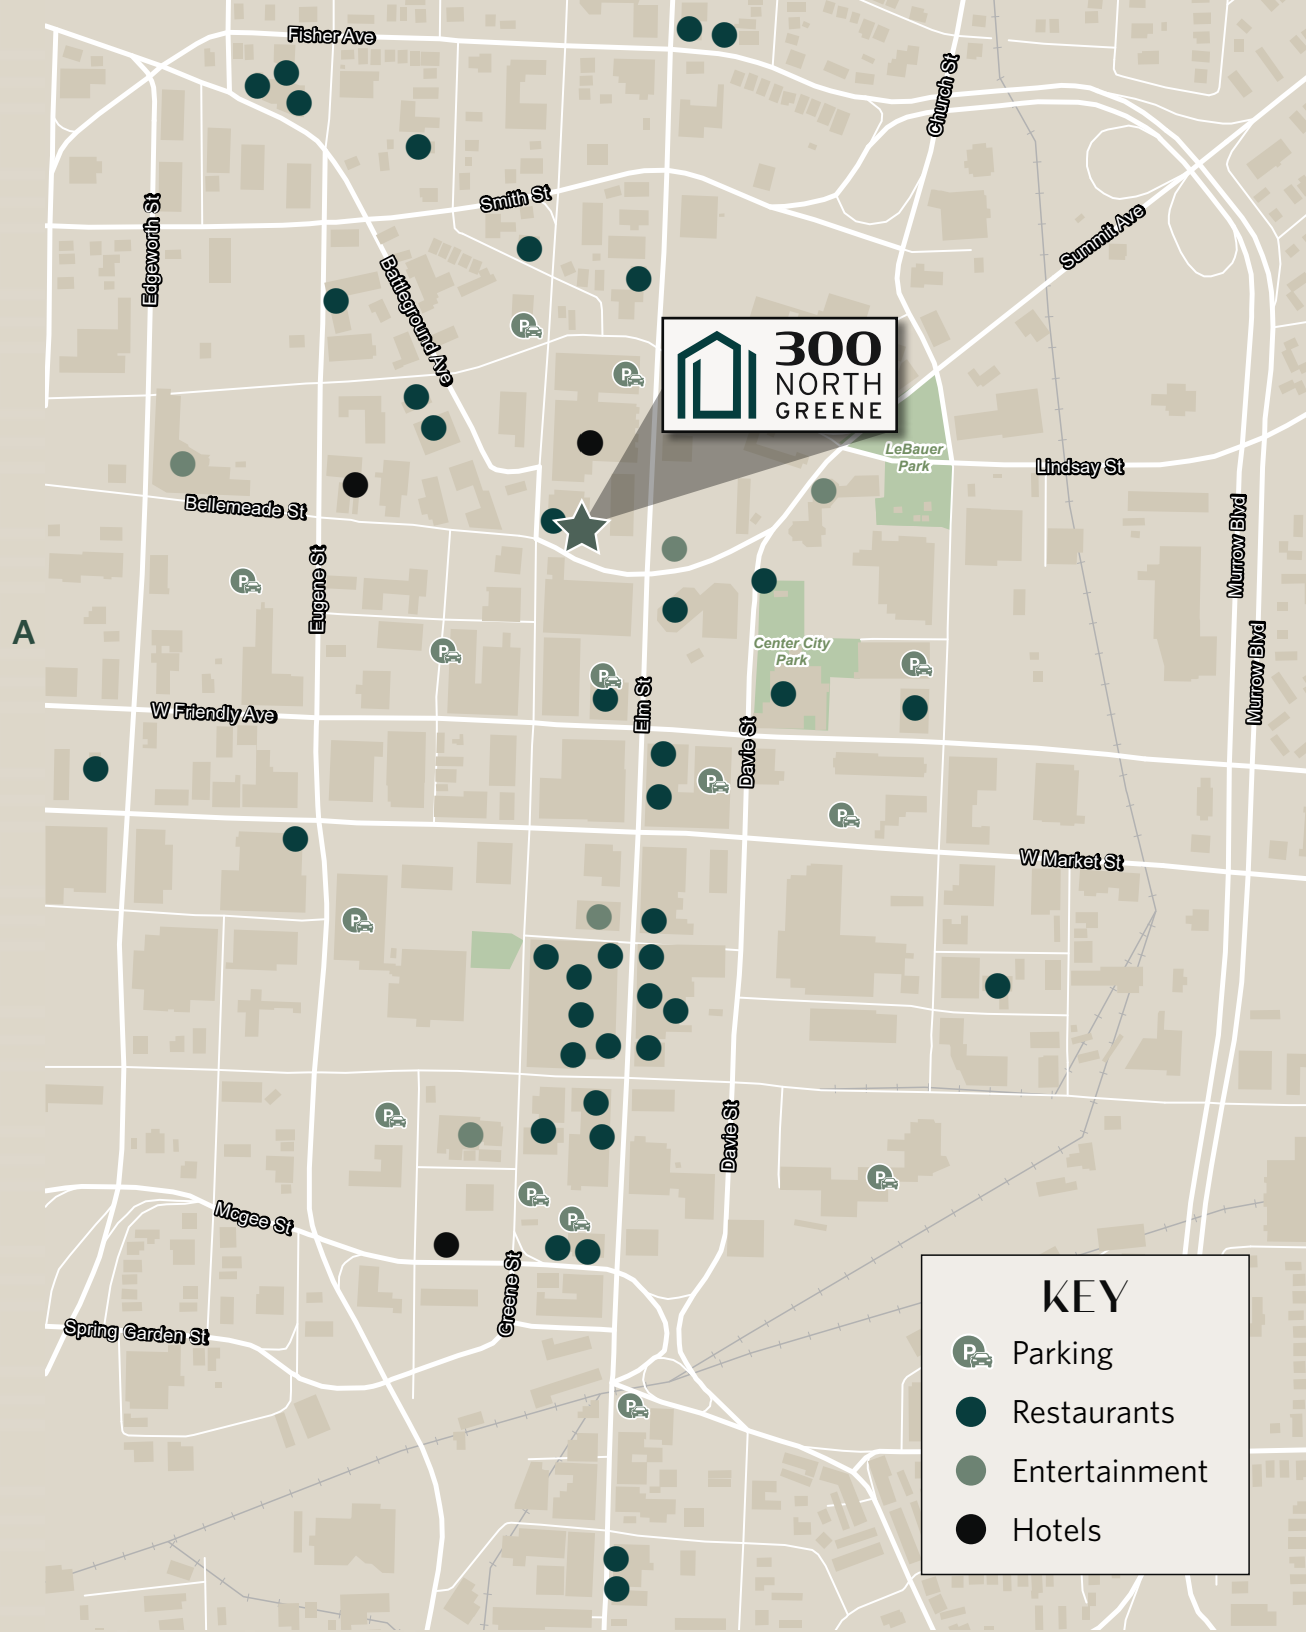 Fisher Ave
Church St
Smith St
Edgeworth St
Summit Ave
Battleground Ave
300
NORTH
GREENE
P
P
LeBauer
Park
Lindsay St
Bellemeade St
Murrow Blvd
Eugene St
P
A
Center City
Park
P
P
P
Murrow Blvd
Elm St
W Friendly Ave
Davie St
P
P
W Market St
P
P
Davie St
P
P
P
Mcgee St
Greene St
Spring Garden St
P
KEY
P Parking
Restaurants
Entertainment
Hotels